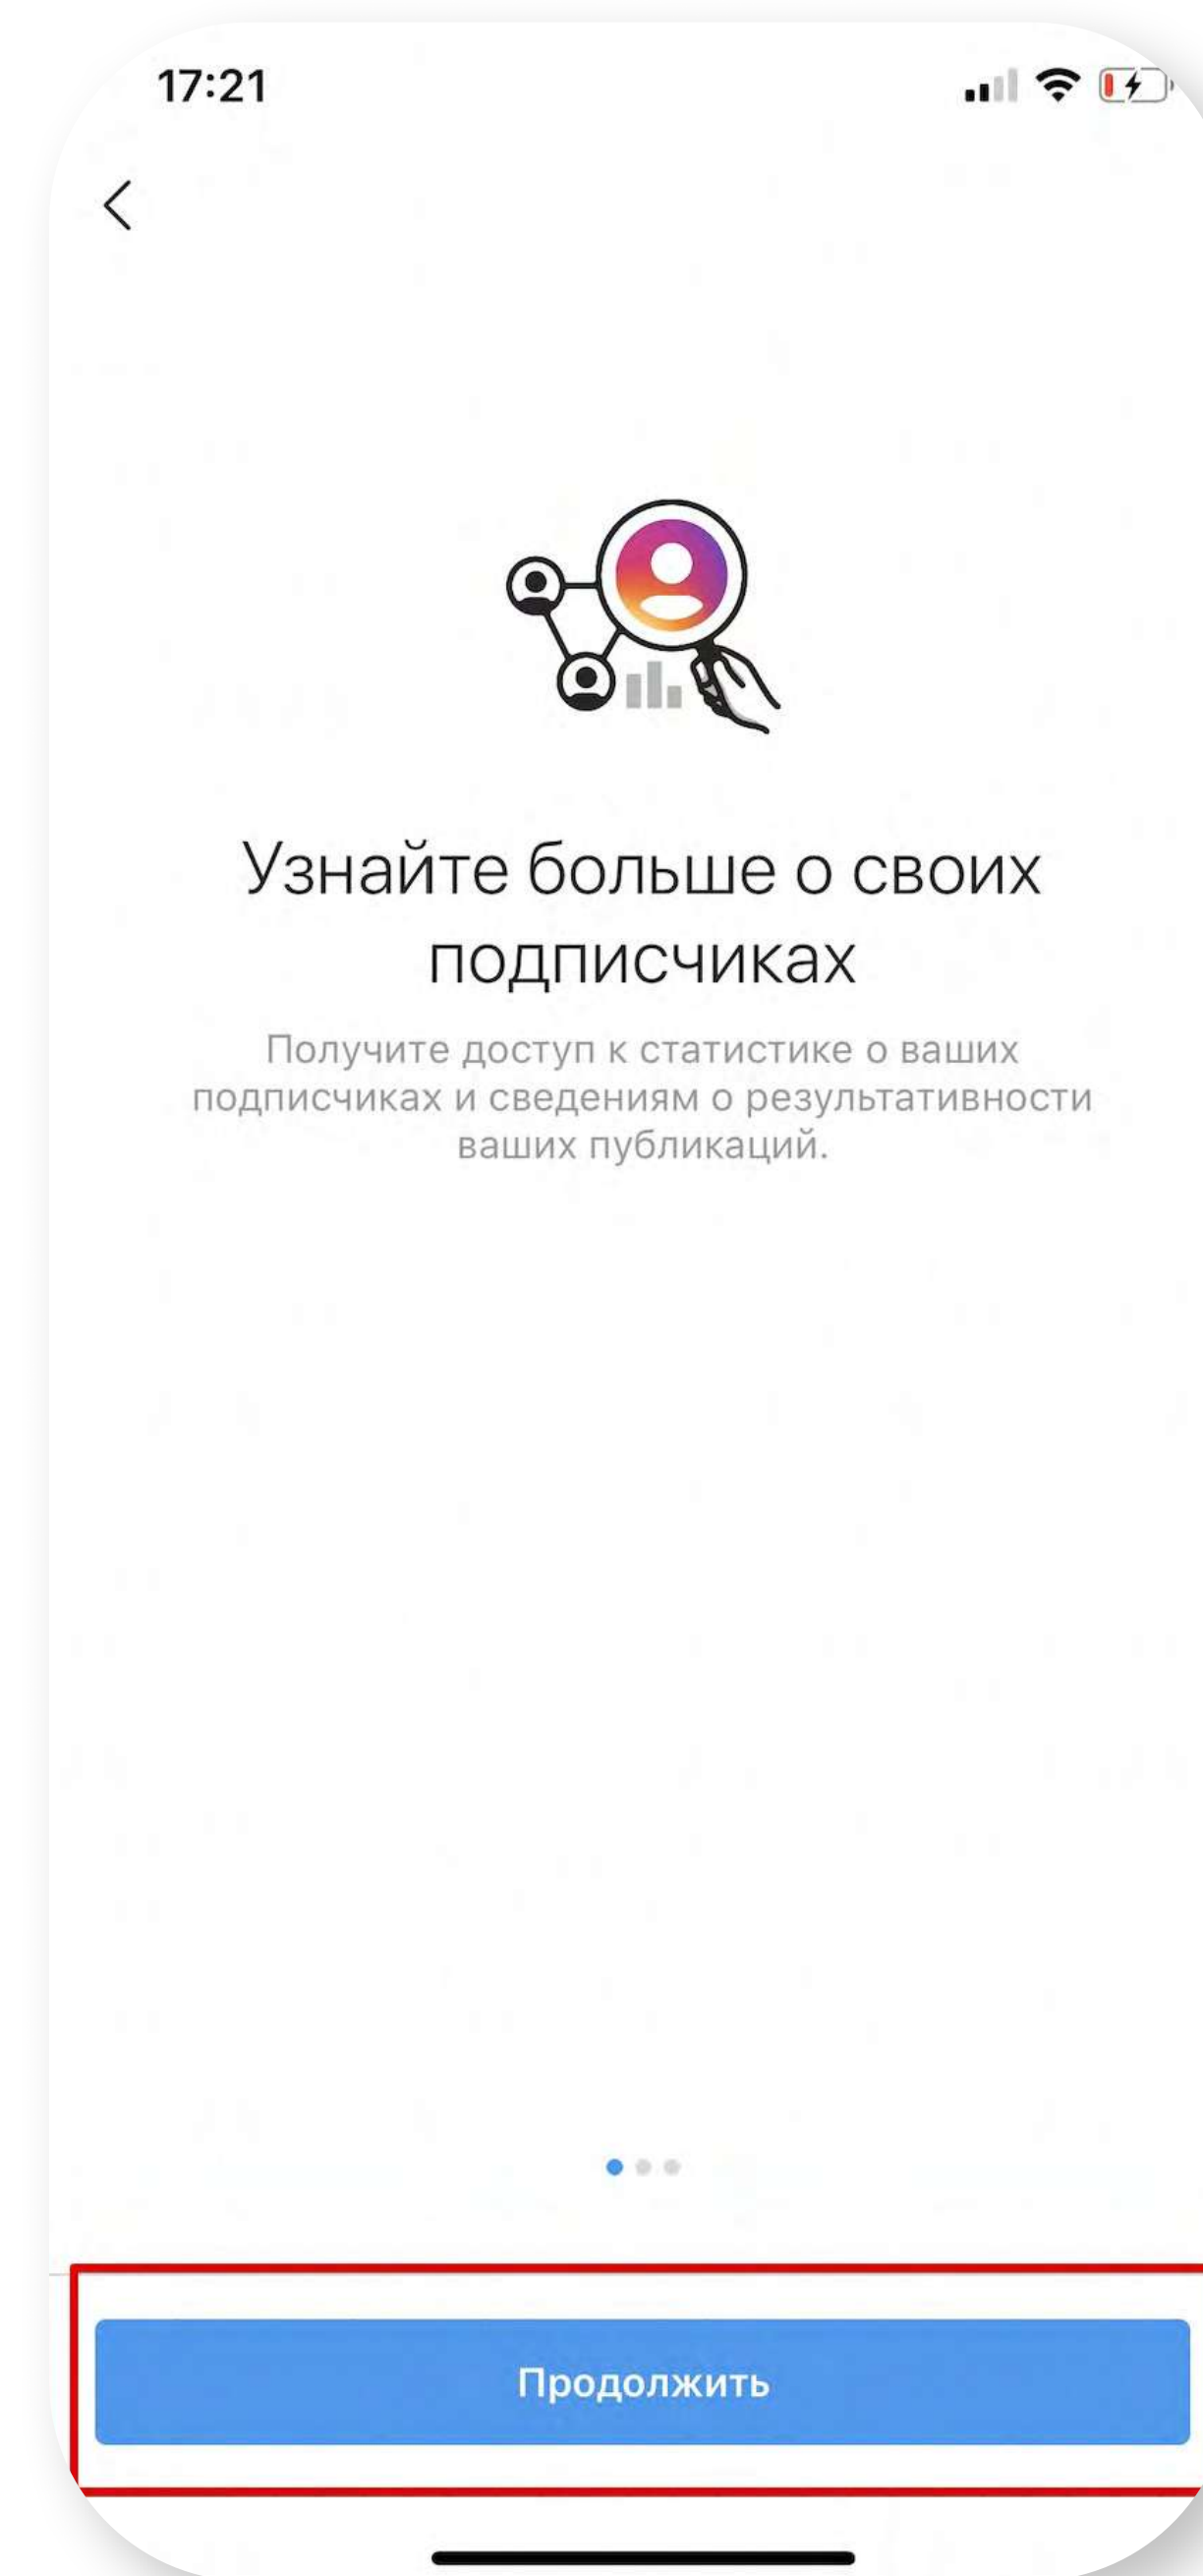 17:21
Узнайте больше о своих
подписчиках
Получите доступ к статистике о ваших
подписчиках и сведениям о результативности
ваших публикаций.
Продолжить